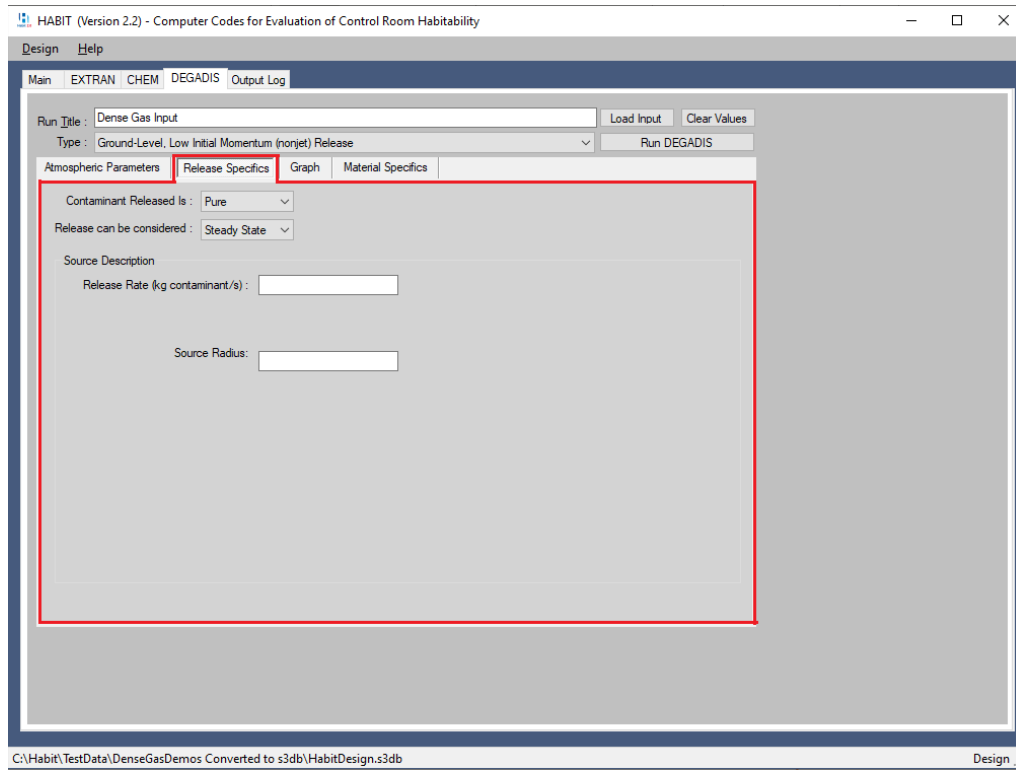 HABIT (Version 2.2) - Computer Codes for Evaluation of Control Room Habitability
Design Help
Main EXTRAN CHEM DEGADIS Output Log
Run Title : Dense Gas Input Load Input Clear Values
Type : Ground-Level, Low Initial Momentum (nonjet) Release Run DEGADIS
Atmospheric Parameters Release Specifics Graph Material Specifics
Contaminant Released Is : Pure
Release can be considered : Steady State
Source Description
Release Rate (kg contaminant/s) :
Source Radius:
C:\Habit\TestData\DenseGasDemos Converted to s3db\HabitDesign.s3db Design